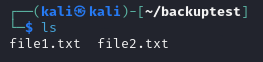 ┌──(kali㉿kali)-[~/backuptest]
└─$ ls
file1.txt  file2.txt